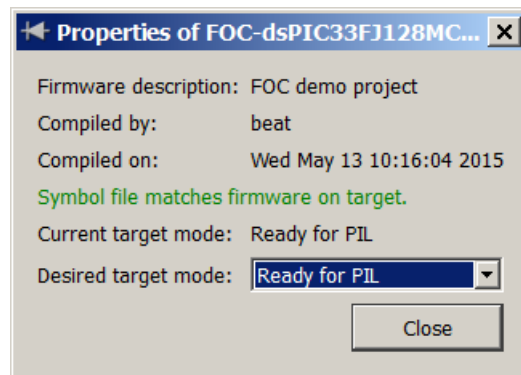 Properties of FOC-dsPIC33FJ128MC...
Firmware description: FOC demo project
Compiled by: beat
Compiled on: Wed May 13 10:16:04 2015
Symbol file matches firmware on target.
Current target mode: Ready for PIL
Desired target mode: Ready for PIL
Close